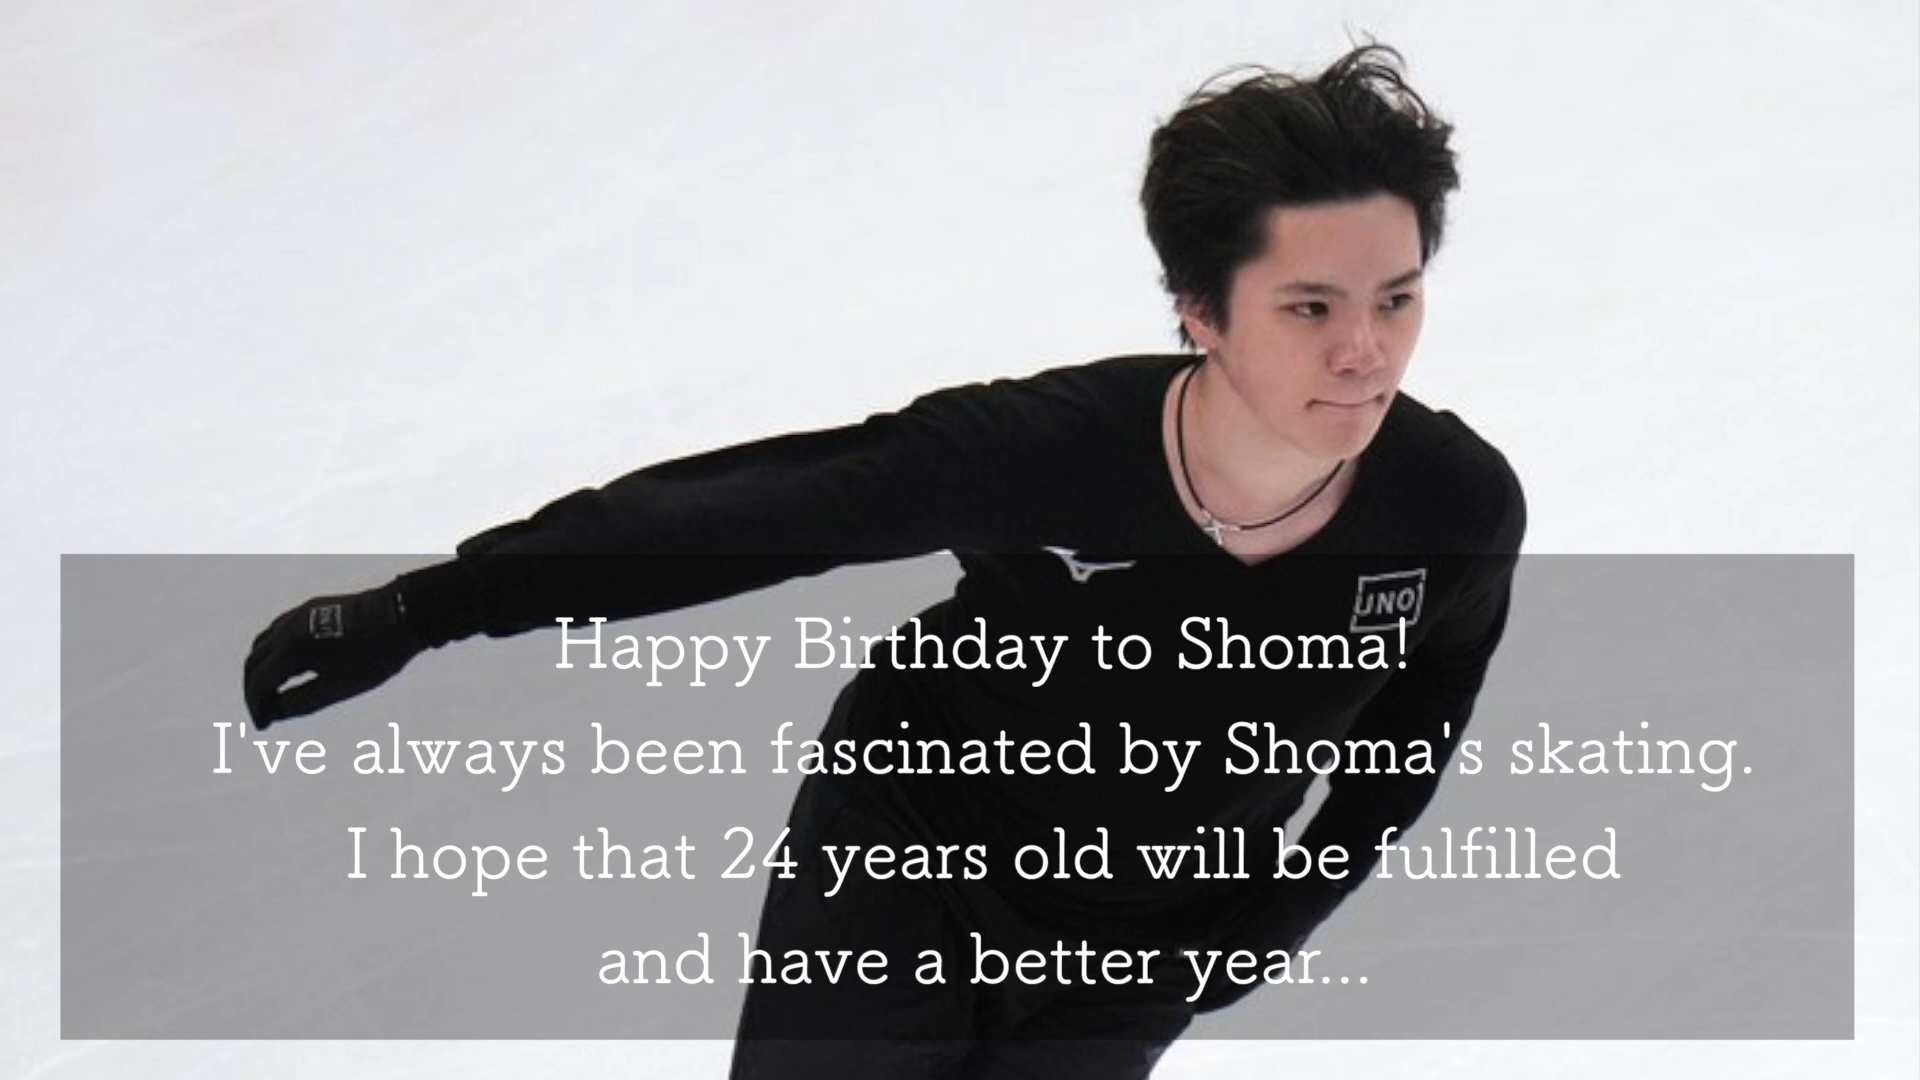 UNO
UNO
Happy Birthday to Shoma!
I've always been fascinated by Shoma's skating.
I hope that 24 years old will be fulfilled
and have a better year...